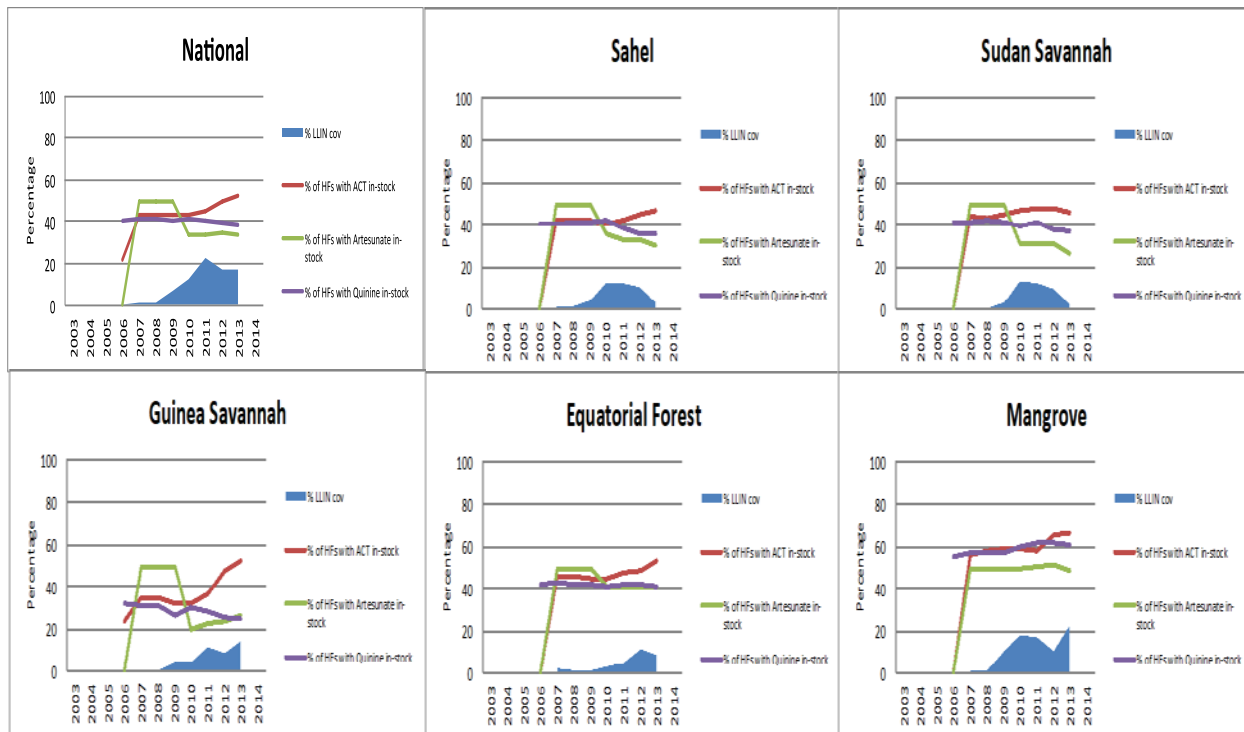 National
Percentage
100
80
60
40
20
0
2003
2004
2005
2006
2007
2008
2009
2010
2011
2012
2013
2014
% LLIN cov
% of HFs with ACT in-stock
% of HFs with Artesunate in-
stock
% of HFs with Quinine in-stock
Sahel
Percentage
100
80
60
40
20
0
2003
2004
2005
2006
2007
2008
2009
2010
2011
2012
2013
2014
% LLIN cov
% of HFs with ACT in-stock
% of HFs with Artesunate in-
stock
% of HFs with Quinine in-stock
Sudan Savannah
Percentage
100
80
60
40
20
0
2003
2004
2005
2006
2007
2008
2009
2010
2011
2012
2013
2014
% LLIN cov
% of HFs with ACT in-stock
% of HFs with Artesunate in-
stock
% of HFs with Quinine in-stock
Guinea Savannah
Percentage
100
80
60
40
20
0
2003
2004
2005
2006
2007
2008
2009
2010
2011
2012
2013
2014
% LLIN cov
% of HFs with ACT in-stock
% of HFs with Artesunate in-
stock
% of HFs with Quinine in-stock
Equatorial Forest
Percentage
100
80
60
40
20
0
2003
2004
2005
2006
2007
2008
2009
2010
2011
2012
2013
2014
% LLIN cov
% of HFs with ACT in-stock
% of HFs with Artesunate in-
stock
% of HFs with Quinine in-stock
Mangrove
Percentage
100
80
60
40
20
0
2003
2004
2005
2006
2007
2008
2009
2010
2011
2012
2013
2014
% LLIN cov
% of HFs with ACT in-stock
% of HFs with Artesunate in-
stock
% of HFs with Quinine in-stock